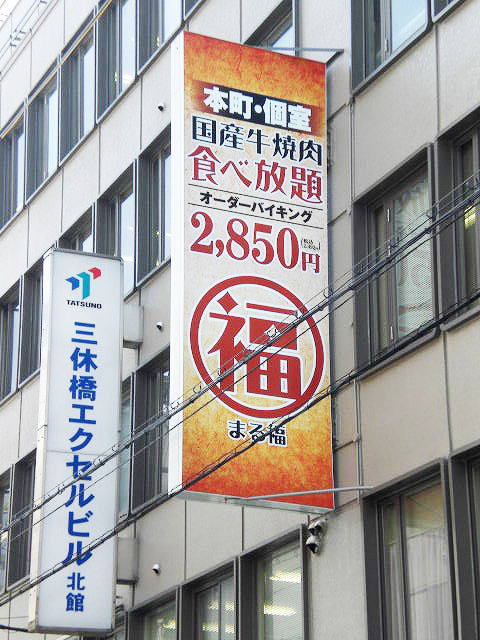 本町・個室
国産牛焼肉
食べ放題
オーダーバイキング
2,850円
福
まる福
TATSUNO
三休橋エクセルビル北館